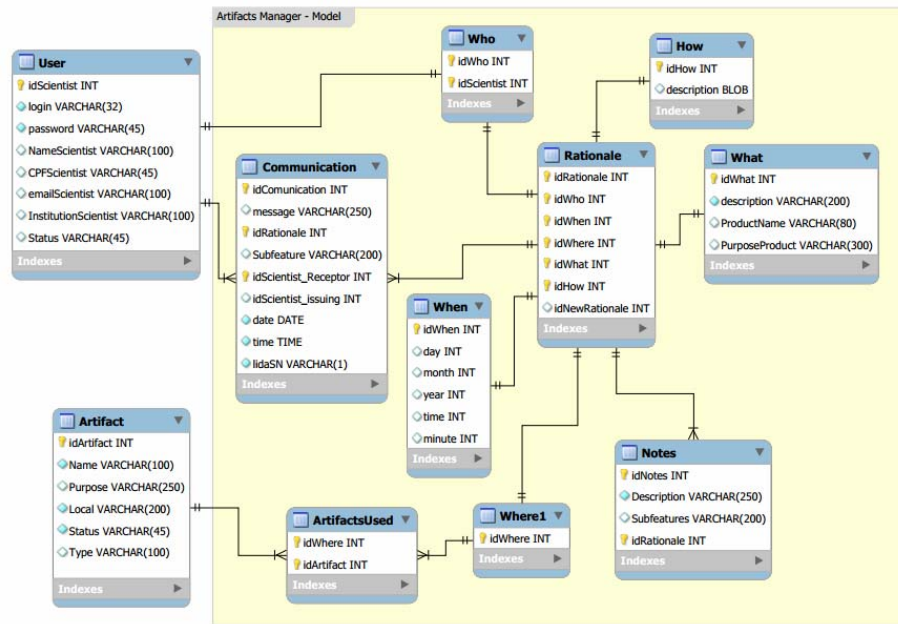 Artifacts Manager - Model
User
idScientist INT
login VARCHAR(32)
password VARCHAR(45)
NameScientist VARCHAR(100)
CPFScientist VARCHAR(45)
emailScientist VARCHAR(100)
InstitutionScientist VARCHAR(100)
Status VARCHAR(45)
Indexes
Who
idWho INT
idScientist INT
Indexes
How
idHow INT
description BLOB
Indexes
Communication
idComunication INT
message VARCHAR(250)
idRationale INT
Subfeature VARCHAR(200)
idScientist_Receptor INT
idScientist_issuing INT
date DATE
time TIME
lidaSN VARCHAR(1)
Indexes
Rationale
idRationale INT
idWho INT
idWhen INT
idWhere INT
idWhat INT
idHow INT
idNewRationale INT
Indexes
What
idWhat INT
description VARCHAR(200)
ProductName VARCHAR(80)
PurposeProduct VARCHAR(300)
Indexes
When
idWhen INT
day INT
month INT
year INT
time INT
minute INT
Indexes
Artifact
idArtifact INT
Name VARCHAR(100)
Purpose VARCHAR(250)
Local VARCHAR(200)
Status VARCHAR(45)
Type VARCHAR(100)
Indexes
ArtifactsUsed
idWhere INT
idArtifact INT
Indexes
Where1
idWhere INT
Indexes
Notes
idNotes INT
Description VARCHAR(250)
Subfeatures VARCHAR(200)
idRationale INT
Indexes